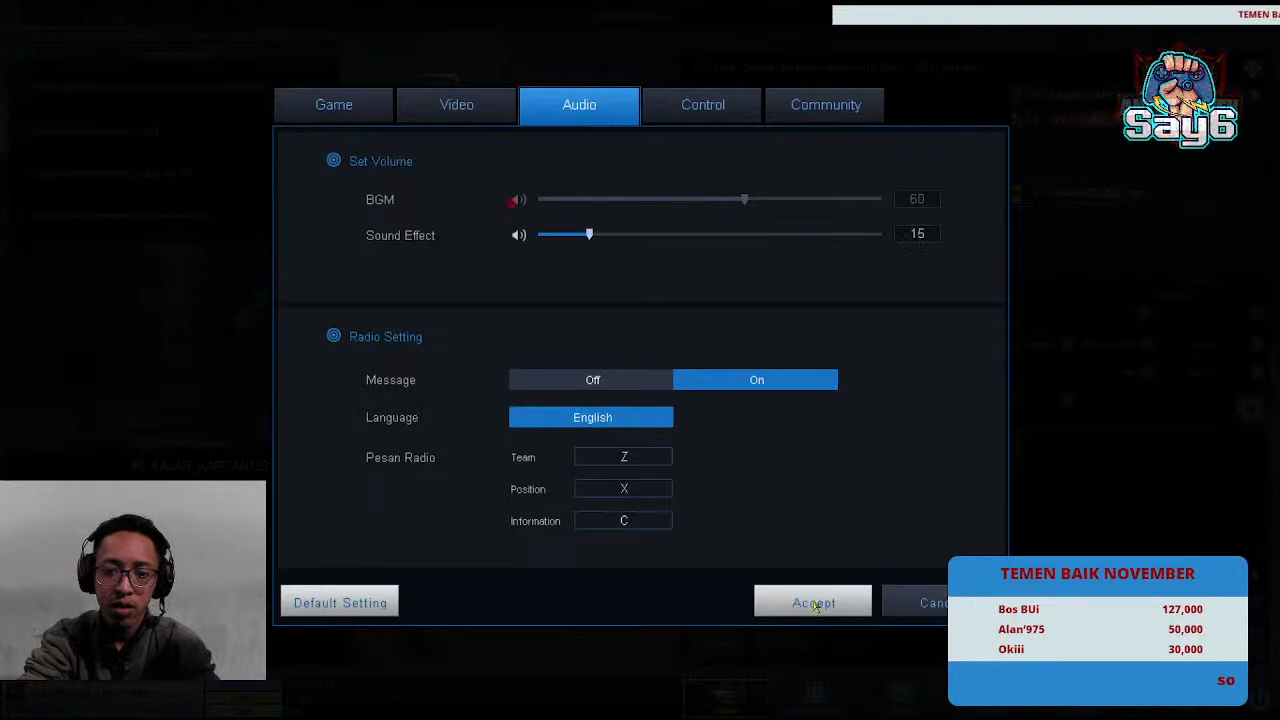 TEMEN BA
Say6
Game
Video
Audio
Control
Community
Set Volume
BGM
60
Sound Effect
15
Radio Setting
Message
Off
On
Language
English
Pesan Radio
Team
Z
Position
X
Information
C
Default Setting
Accept
Canc
TEMEN BAIK NOVEMBER
Bos BUi 127,000
Alan'975 50,000
Okiii 30,000